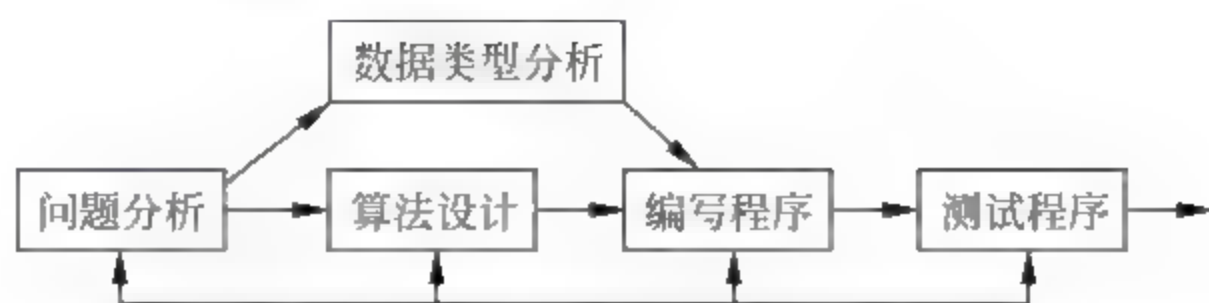 数据类型分析
问题分析
算法设计
编写程序
测试程序